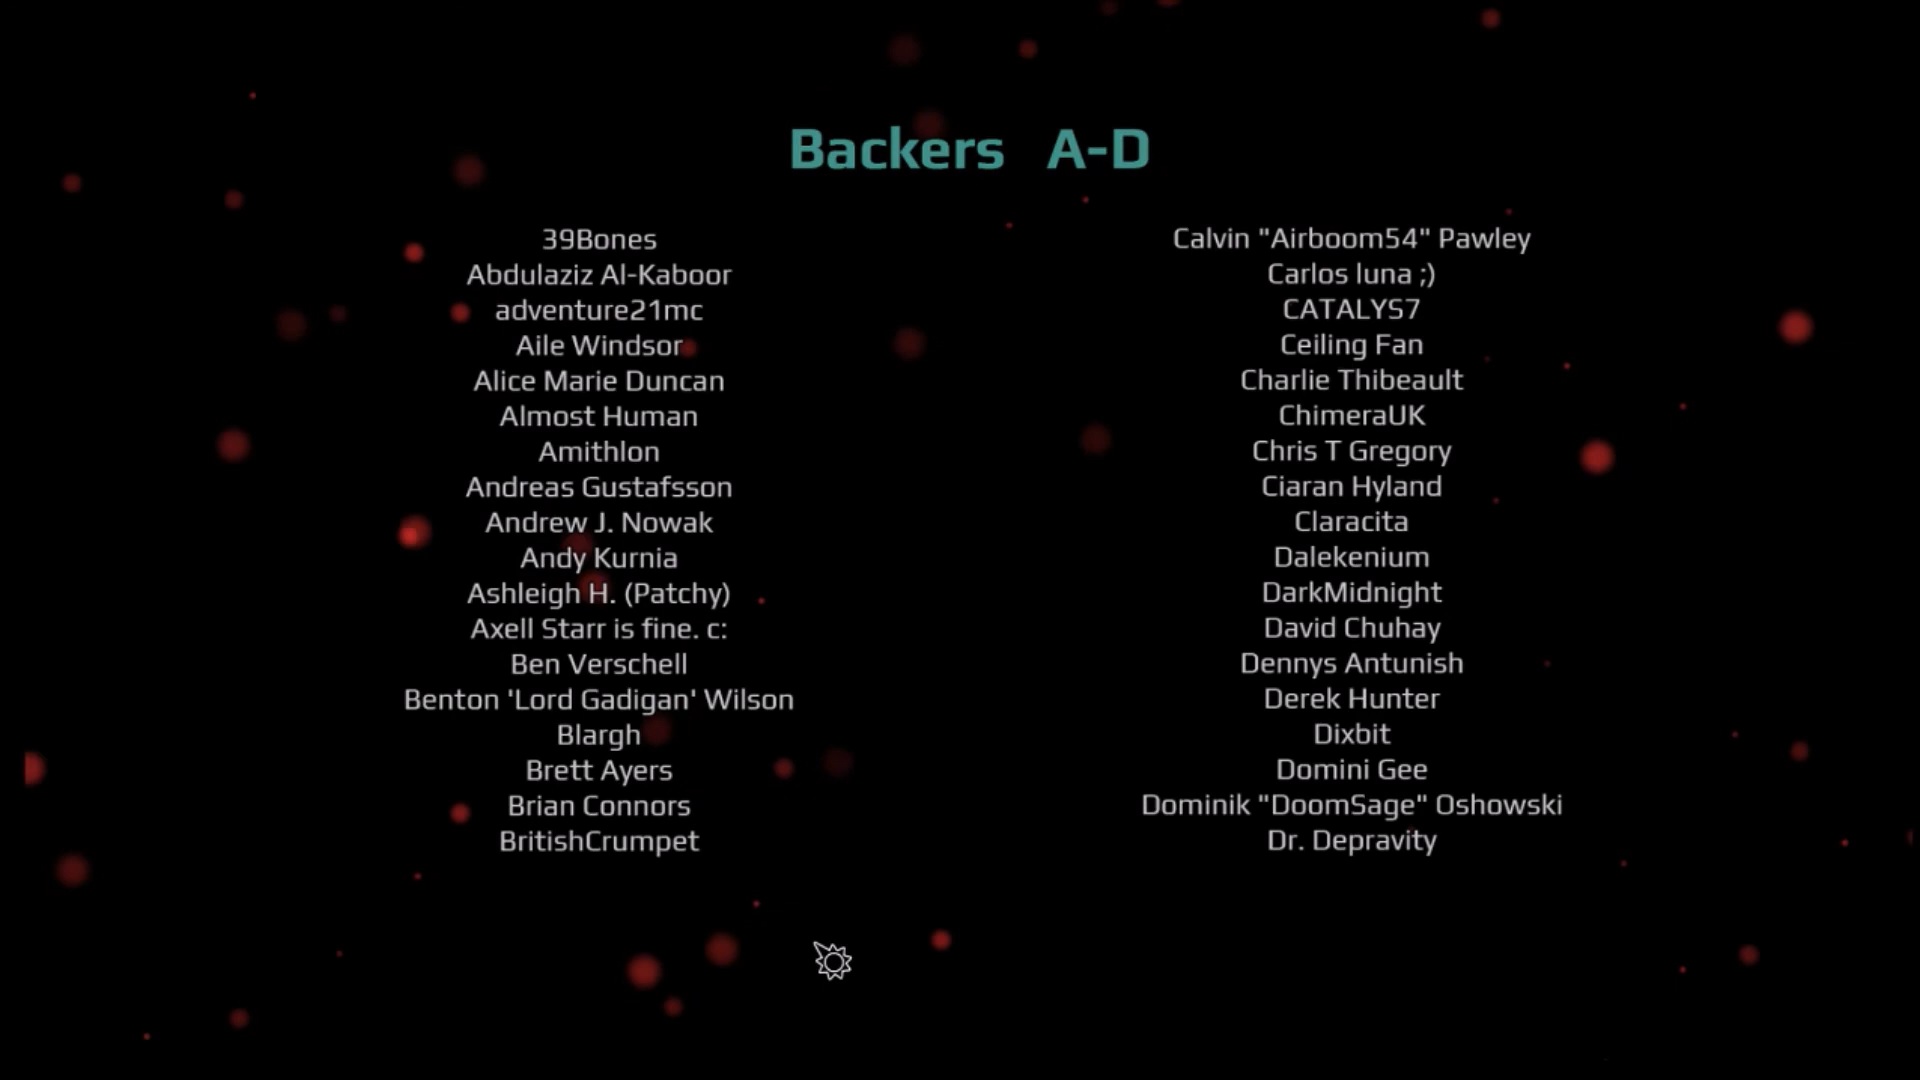 Backers A-D
39Bones
Abdulaziz Al-Kaboor
adventure21mc
Aile Windsor
Alice Marie Duncan
Almost Human
Amithlon
Andreas Gustafsson
Andrew J. Nowak
Andy Kurnia
Ashleigh H. (Patchy)
Axell Starr is fine. c:
Ben Verschell
Benton 'Lord Gadigan' Wilson
Blargh
Brett Ayers
Brian Connors
BritishCrumpet
Calvin "Airboom54" Pawley
Carlos luna ;)
CATALYS7
Ceiling Fan
Charlie Thibeault
ChimeraUK
Chris T Gregory
Ciaran Hyland
Claracita
Dalekenium
DarkMidnight
David Chuhay
Dennys Antunish
Derek Hunter
Dixbit
Domini Gee
Dominik "DoomSage" Oshowski
Dr. Depravity